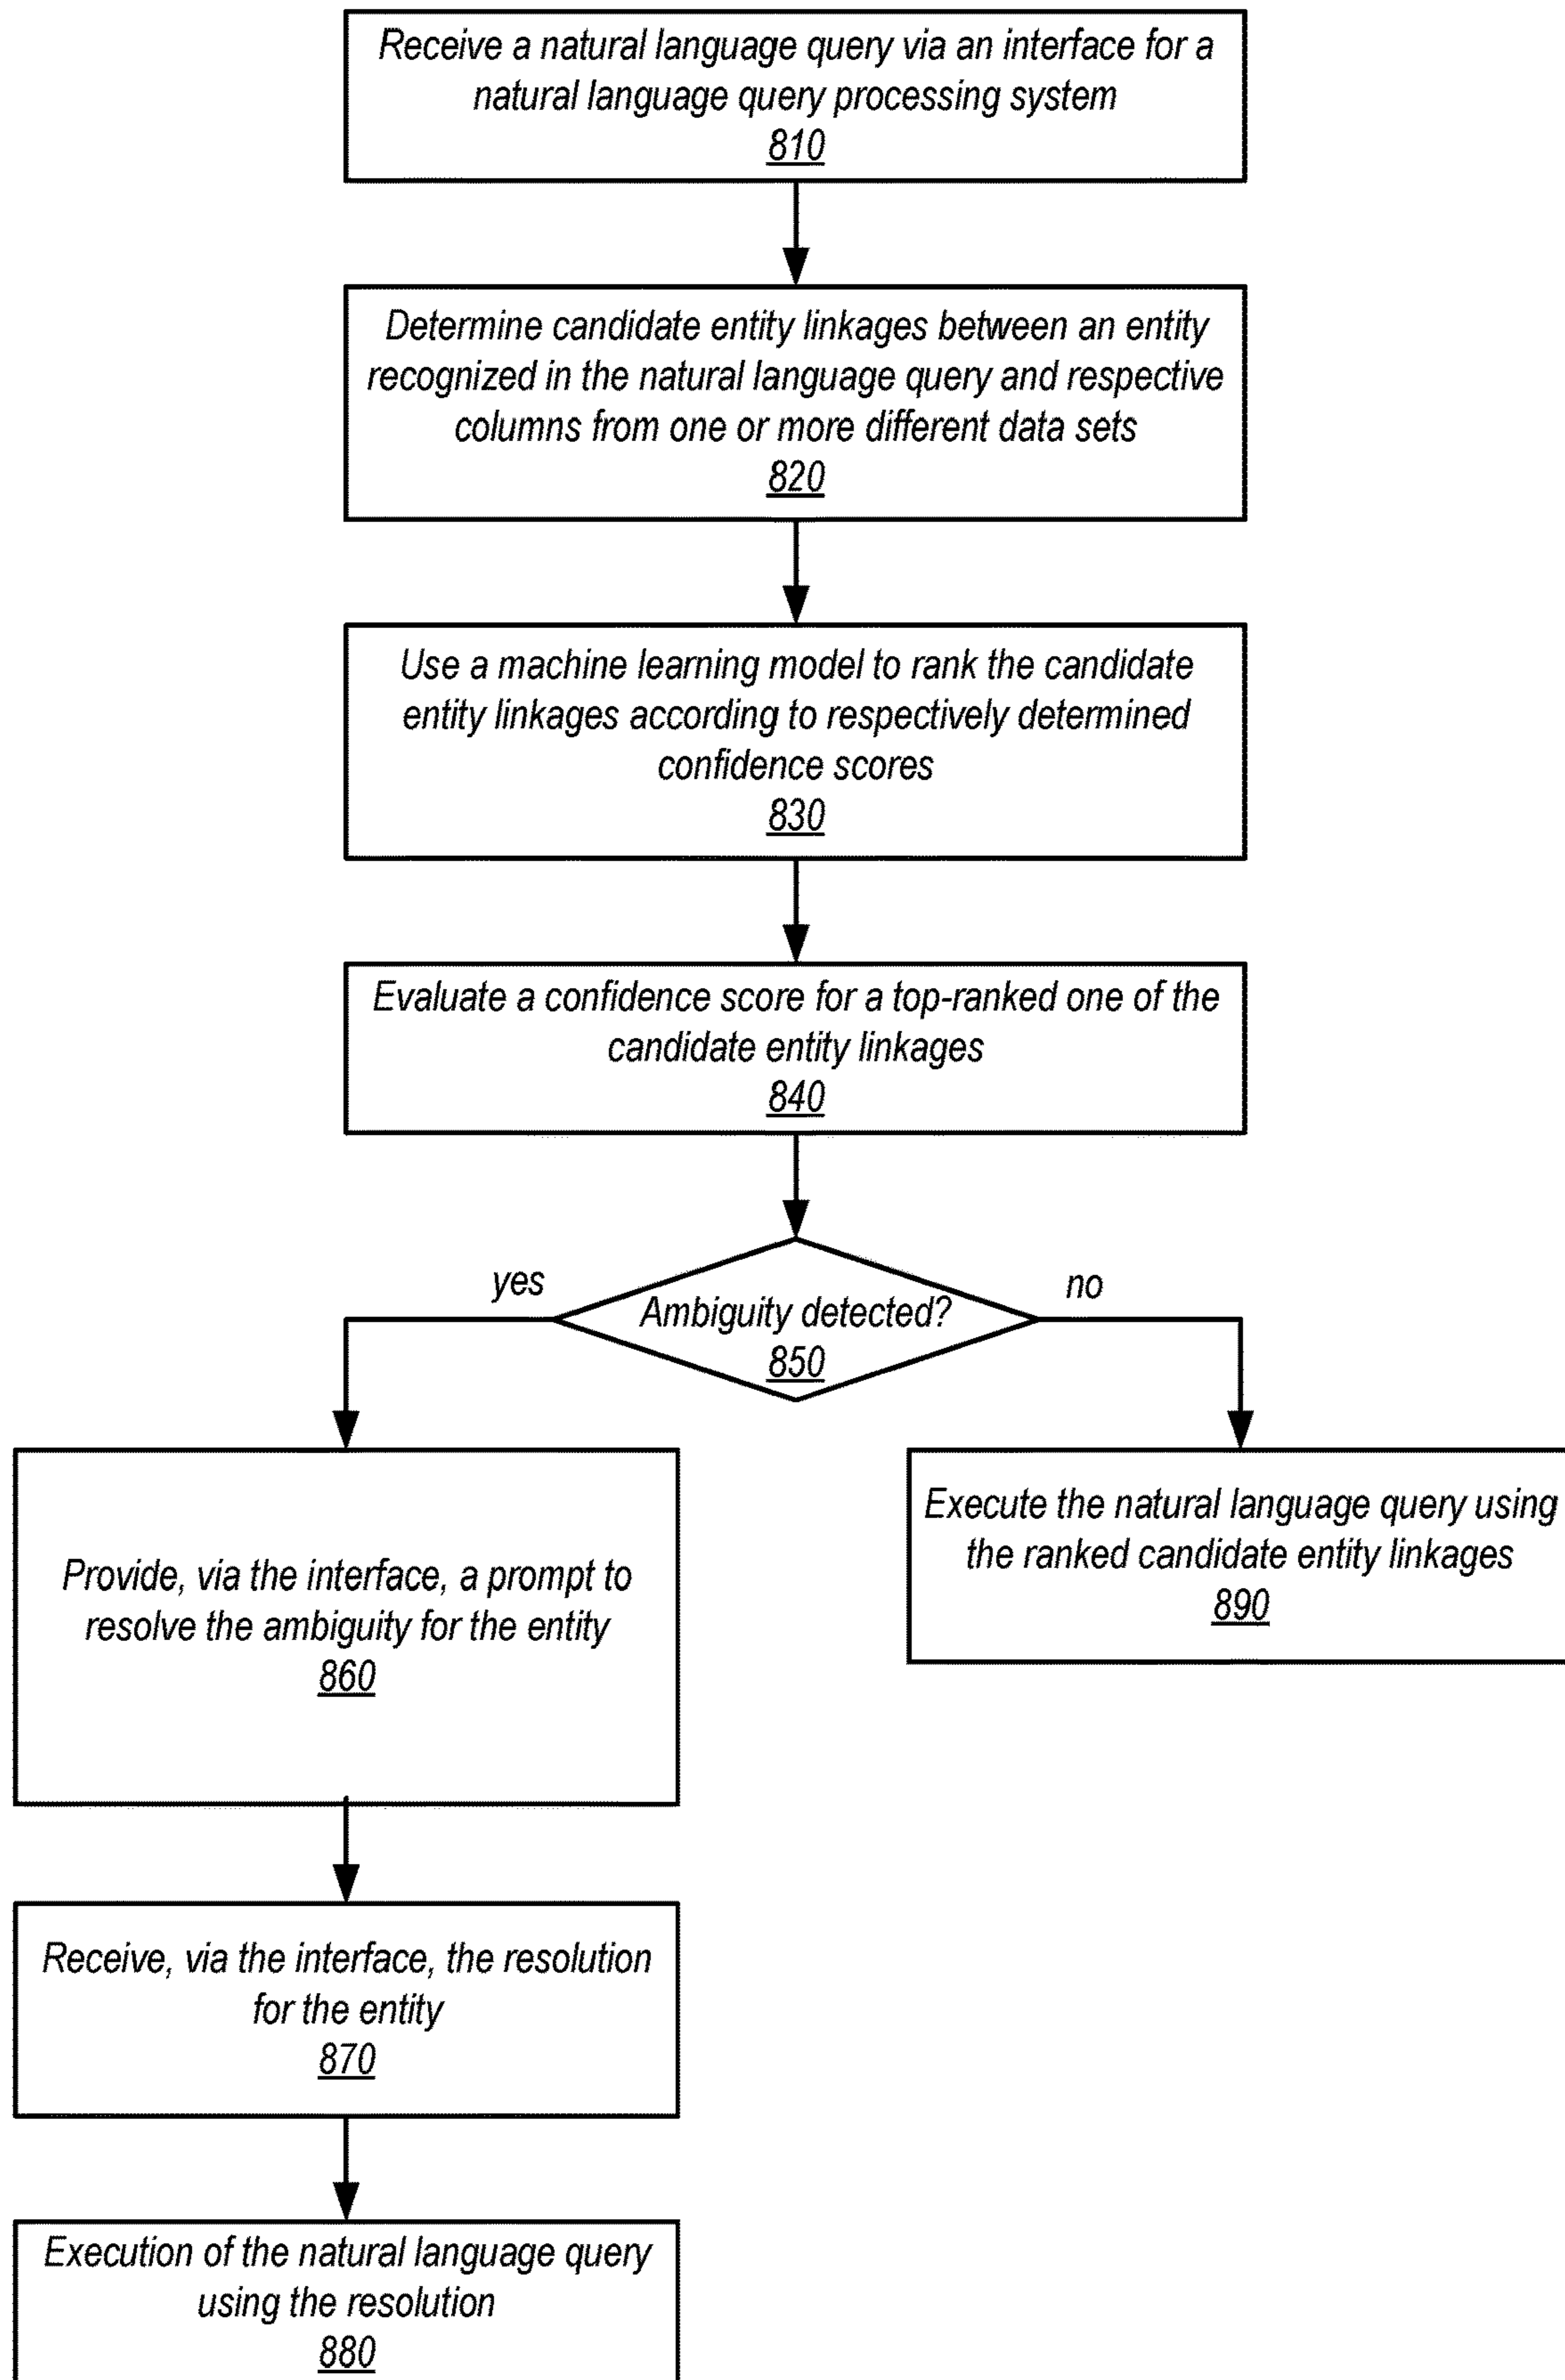 Receive a natural language query via an interface for a
natural language query processing system
810
Determine candidate entity linkages between an entity
recognized in the natural language query and respective
columns from one or more different data sets
820
Use a machine learning model to rank the candidate
entity linkages according to respectively determined
confidence scores
830
Evaluate a confidence score for a top-ranked one of the
candidate entity linkages
840
yes
no
Ambiguity detected?
850
Provide, via the interface, a prompt to
resolve the ambiguity for the entity
860
Execute the natural language query using
the ranked candidate entity linkages
890
Receive, via the interface, the resolution
for the entity
870
Execution of the natural language query
using the resolution
880